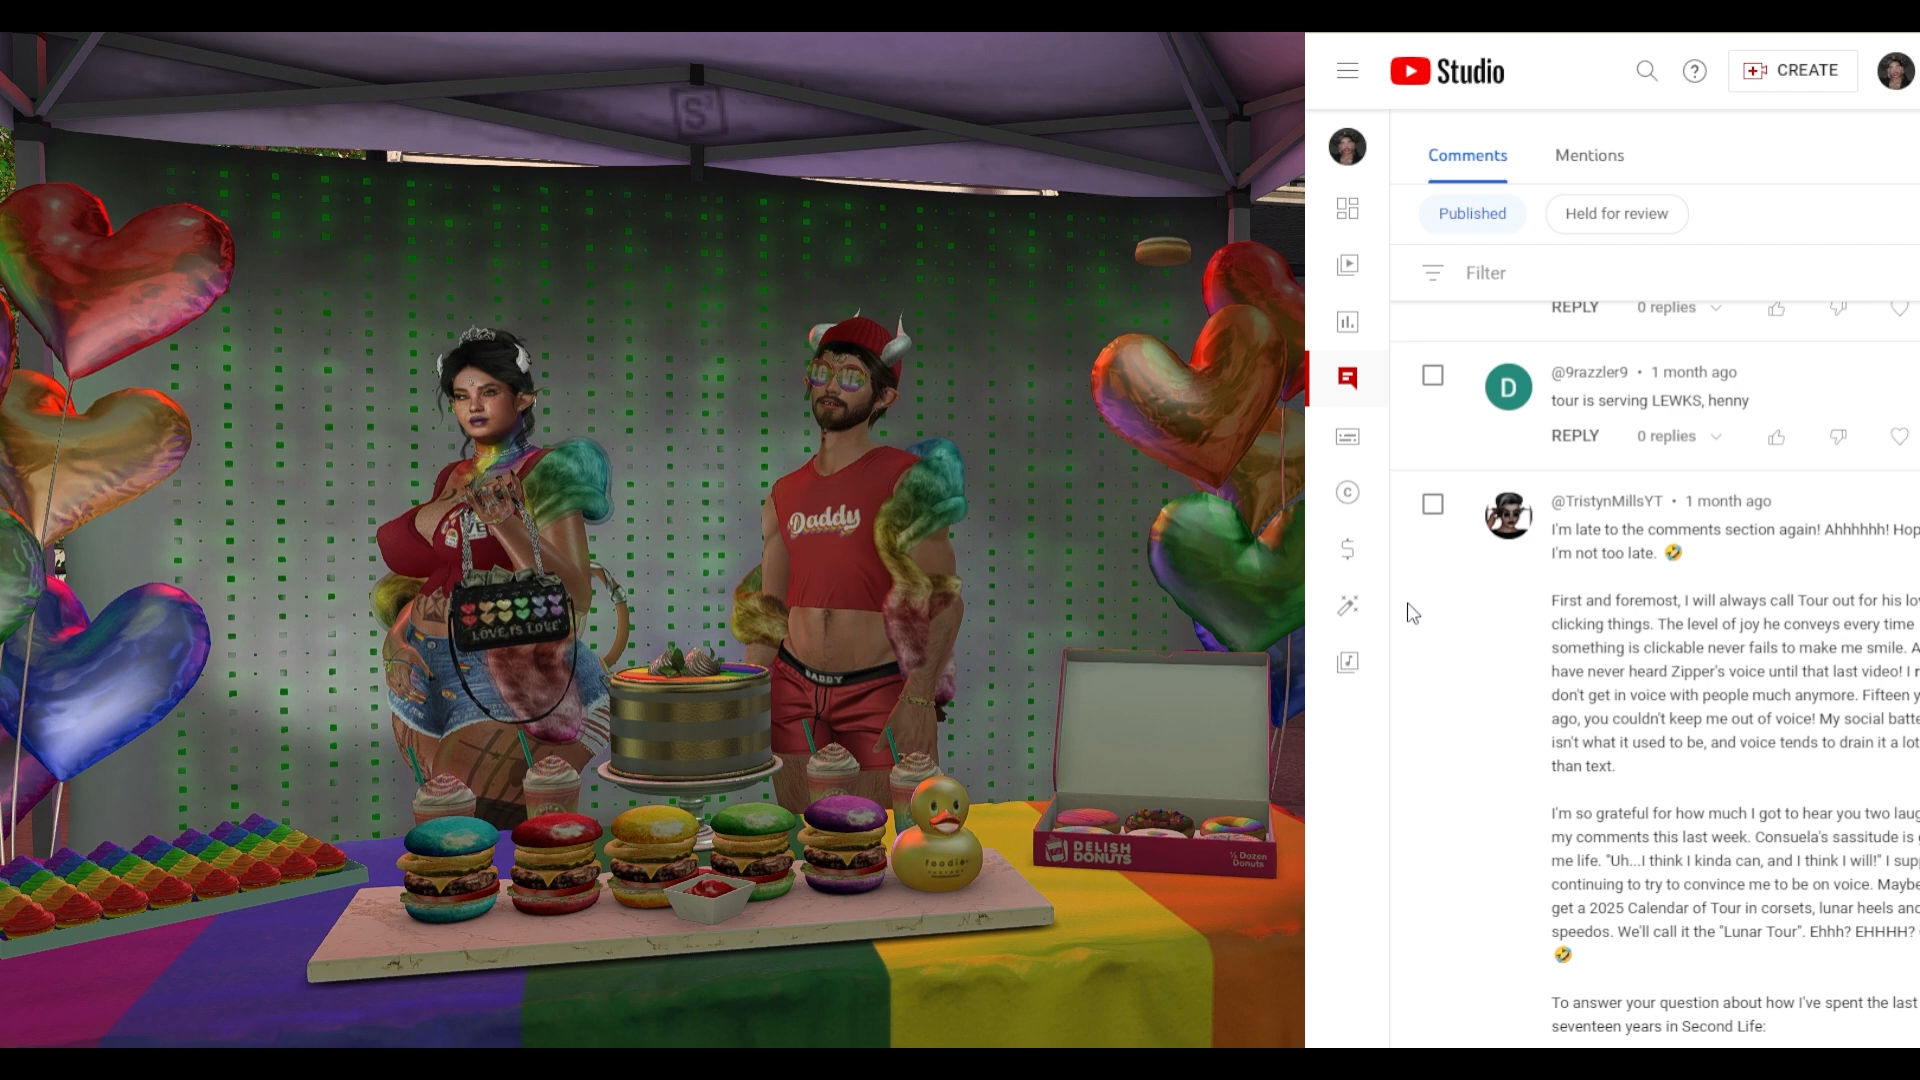 S
Studio
CREATE
Comments
Mentions
Published
Held for review
Filter
REPLY
0 replies
@9razzler9 • 1 month ago
D
tour is serving LEWKS, henny
REPLY
0 replies
@TristynMillsYT • 1 month ago
I'm late to the comments section again! Ahhhhhh! Hop
I'm not too late. 🤣
First and foremost, I will always call Tour out for his lo
clicking things. The level of joy he conveys every time
something is clickable never fails to make me smile. A
have never heard Zipper's voice until that last video! I r
don't get in voice with people much anymore. Fifteen y
ago, you couldn't keep me out of voice! My social batte
isn't what it used to be, and voice tends to drain it a lot
than text.
I'm so grateful for how much I got to hear you two laug
my comments this last week. Consuela's sassitude is g
me life. "Uh...I think I kinda can, and I think I will!" I supp
continuing to try to convince me to be on voice. Maybe
get a 2025 Calendar of Tour in corsets, lunar heels and
speedos. We'll call it the "Lunar Tour". Ehhh? EHHHH?
🤣
To answer your question about how I've spent the last
seventeen years in Second Life:
Daddy
LOVE IS LOVE
DADDY
foodie
DELISH
DONUTS
½ Dozen
Donuts